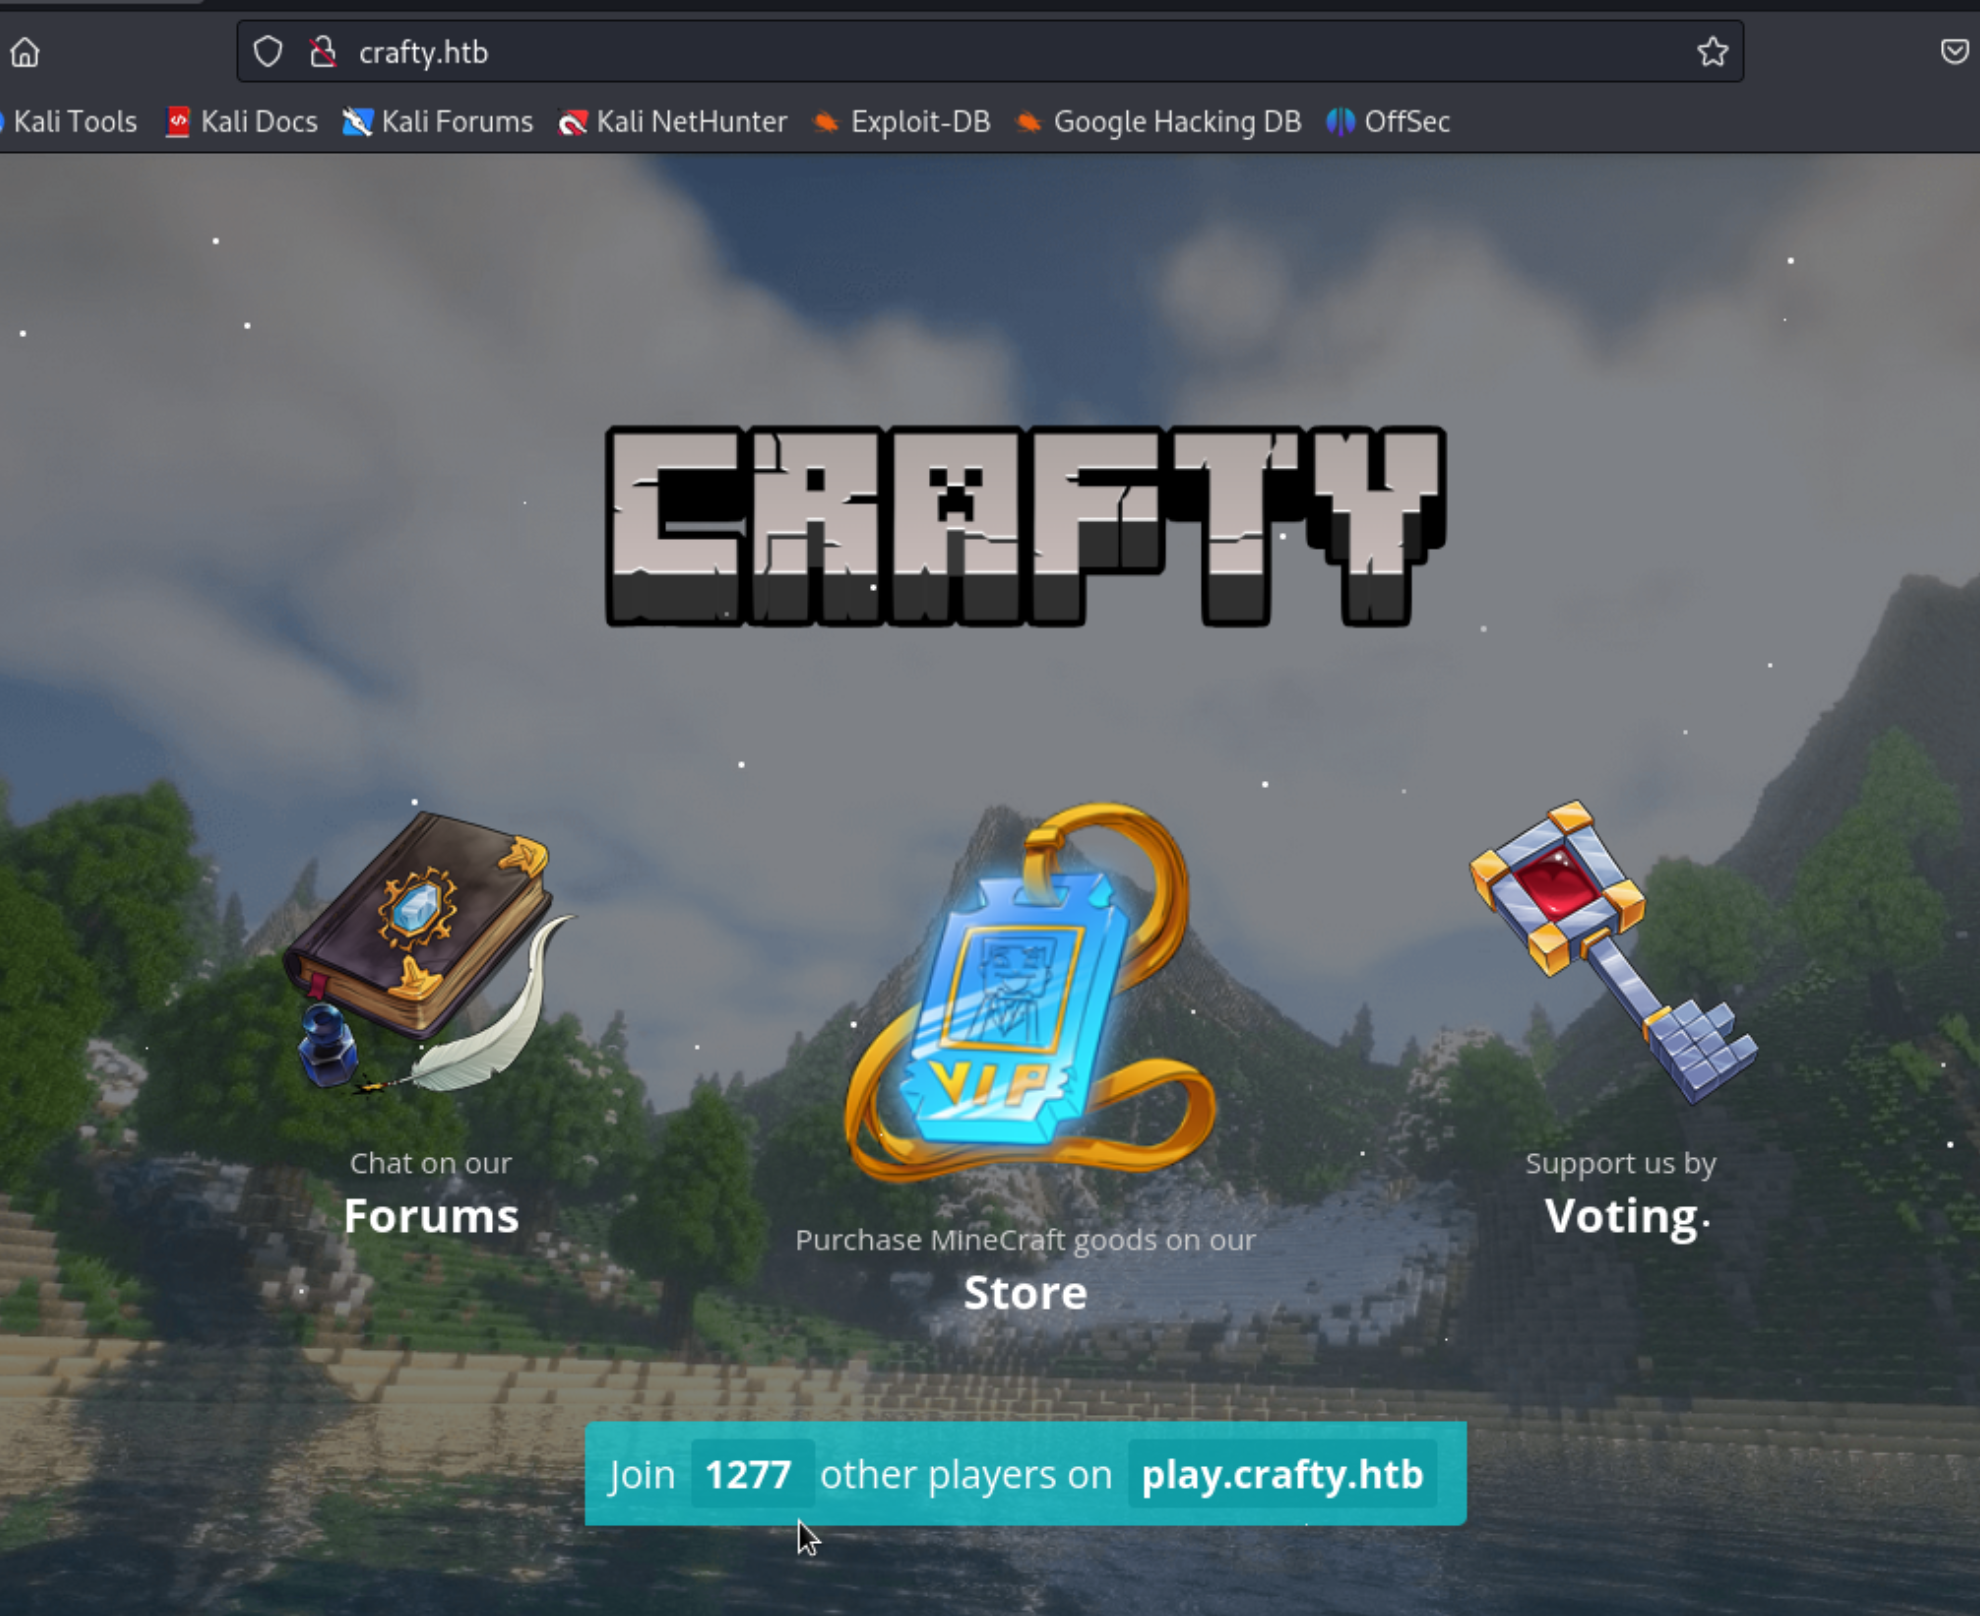 crafty.htb
Kali Tools Kali Docs Kali Forums Kali NetHunter Exploit-DB Google Hacking DB OffSec
CRAFTY
VIP
Chat on our
Forums
Purchase MineCraft goods on our
Store
Support us by
Voting
Join 1277 other players on play.crafty.htb